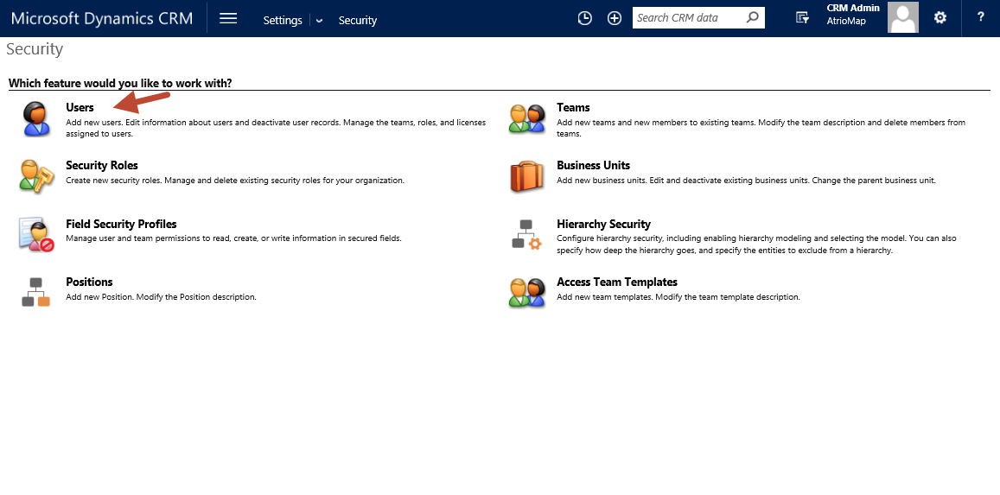 Microsoft Dynamics CRM
Settings
Security
Search CRM data
CRM Admin
AtrioMap
?
Security
Which feature would you like to work with?
Users
Add new users. Edit information about users and deactivate user records. Manage the teams, roles, and licenses
assigned to users.
Teams
Add new teams and new members to existing teams. Modify the team description and delete members from
teams.
Security Roles
Create new security roles. Manage and delete existing security roles for your organization.
Business Units
Add new business units. Edit and deactivate existing business units. Change the parent business unit.
Field Security Profiles
Manage user and team permissions to read, create, or write information in secured fields.
Hierarchy Security
Configure hierarchy security, including enabling hierarchy modeling and selecting the model. You can also
specify how deep the hierarchy goes, and specify the entities to exclude from a hierarchy.
Positions
Add new Position. Modify the Position description.
Access Team Templates
Add new team templates. Modify the team template description.